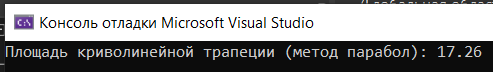 Консоль отладки Microsoft Visual Studio
Площадь криволинейной трапеции (метод парабол): 17.26